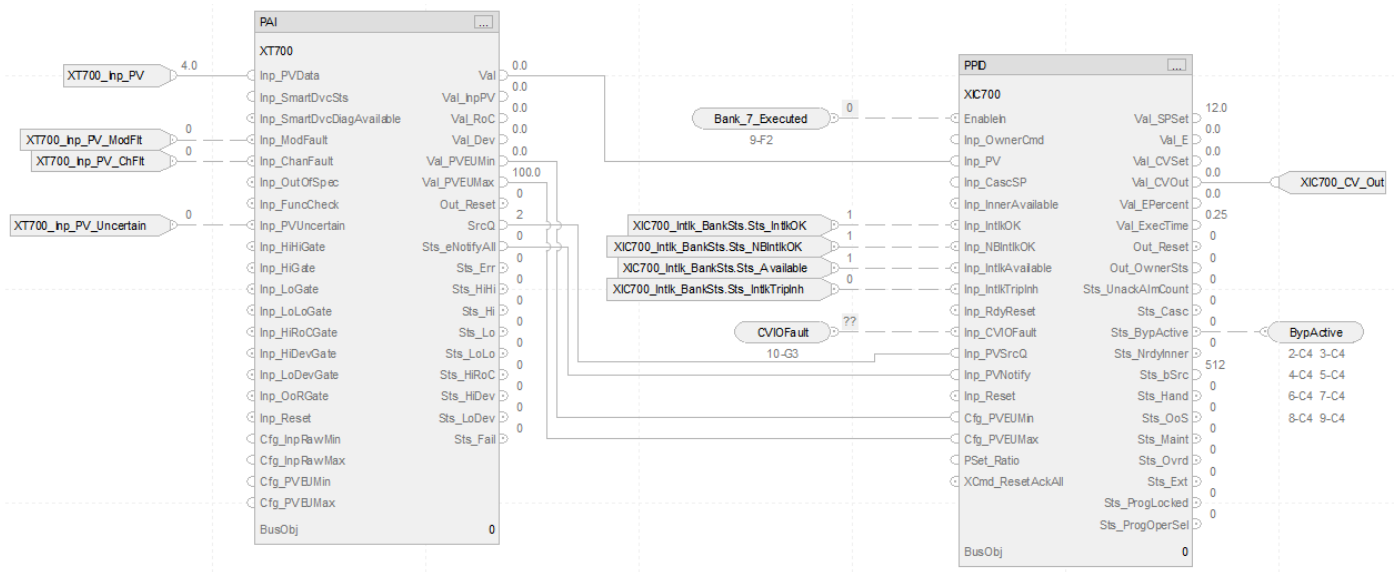 PAI ...
XT700
XT700_Inp_PV 4.0
XT700_Inp_PV_ModFlt 0
XT700_Inp_PV_ChFlt 0
XT700_Inp_PV_Uncertain 0
Inp_PVData Val 0.0
Inp_SmartDvcSts Val_InpPV 0.0
Inp_SmartDvcDiagAvailable Val_RoC 0.0
Inp_ModFault Val_Dev 0.0
Inp_ChanFault Val_PVEUMin 0.0
Inp_OutOfSpec Val_PVEUMax 100.0
Inp_FuncCheck Out_Reset 0
Inp_PVUncertain SrcQ 2
Inp_HiHiGate Sts_eNotifyAll 0
Inp_HiGate Sts_Err 0
Inp_LoGate Sts_HiHi 0
Inp_LoLoGate Sts_Hi 0
Inp_HiRoCGate Sts_Lo 0
Inp_HiDevGate Sts_LoLo 0
Inp_LoDevGate Sts_HiRoC 0
Inp_OoRGate Sts_HiDev 0
Inp_Reset Sts_LoDev 0
Cfg_InpRawMin Sts_Fail 0
Cfg_InpRawMax
Cfg_PVEUMin
Cfg_PVEUMax
BusObj 0
Bank_7_Executed 0
9-F2
XIC700_Intlk_BankSts.Sts_IntlkOK 1
XIC700_Intlk_BankSts.Sts_NBIntlkOK 1
XIC700_Intlk_BankSts.Sts_Available 1
XIC700_Intlk_BankSts.Sts_IntlkTripInh 0
CVIOFault ??
10-G3
PPID ...
XIC700
EnableIn Val_SPSet 12.0
Inp_OwnerCmd Val_E 0.0
Inp_PV Val_CVSet 0.0
Inp_CascSP Val_CVOut 0.0
Inp_InnerAvailable Val_EPercent 0.0
Inp_IntlkOK Val_ExecTime 0.25
Inp_NBIntlkOK Out_Reset 0
Inp_IntlkAvailable Out_OwnerSts 0
Inp_IntlkTripInh Sts_UnackAlmCount 0
Inp_RdyReset Sts_Casc 0
Inp_CVIOFault Sts_BypActive 0
Inp_PVSrcQ Sts_NrdyInner 0
Inp_PVNotify Sts_bSrc 512
Inp_Reset Sts_Hand 0
Cfg_PVEUMin Sts_OoS 0
Cfg_PVEUMax Sts_Maint 0
PSet_Ratio Sts_Ovrd 0
XCmd_ResetAckAll Sts_Ext 0
Sts_ProgLocked 0
Sts_ProgOperSel 0
BusObj 0
XIC700_CV_Out
BypActive
2-C4 3-C4
4-C4 5-C4
6-C4 7-C4
8-C4 9-C4